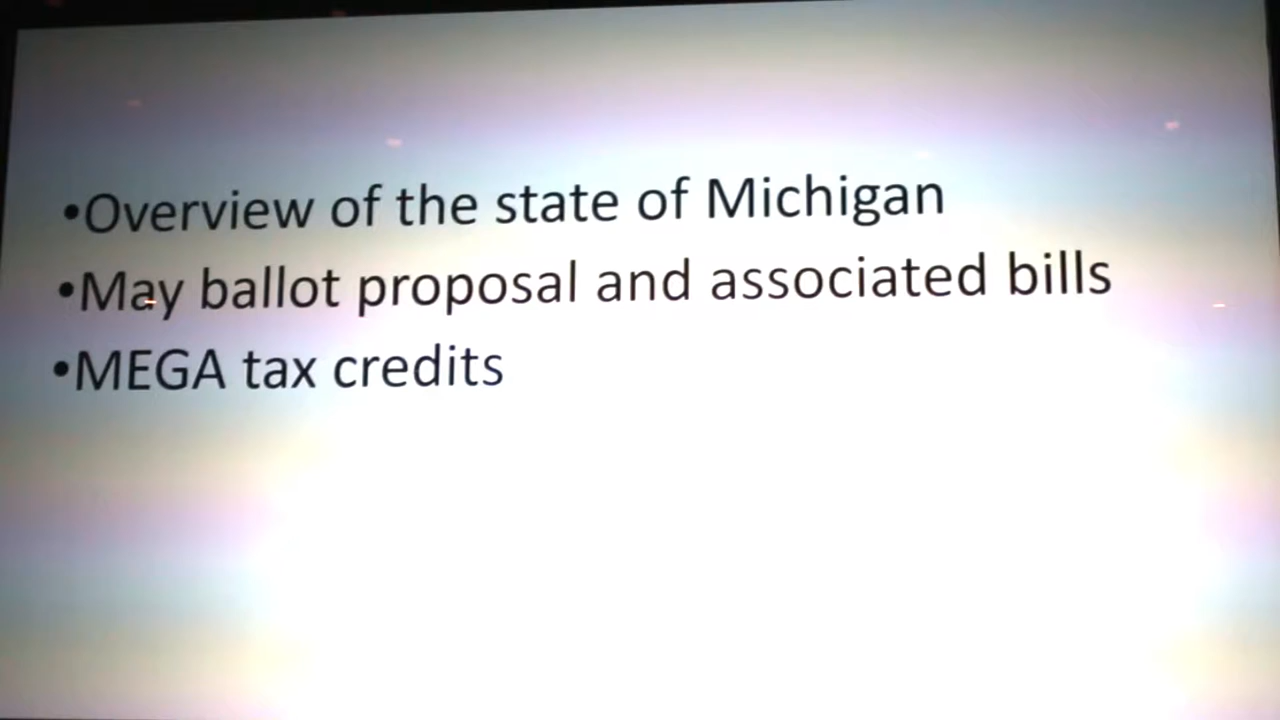 •Overview of the state of Michigan
•May ballot proposal and associated bills
•MEGA tax credits